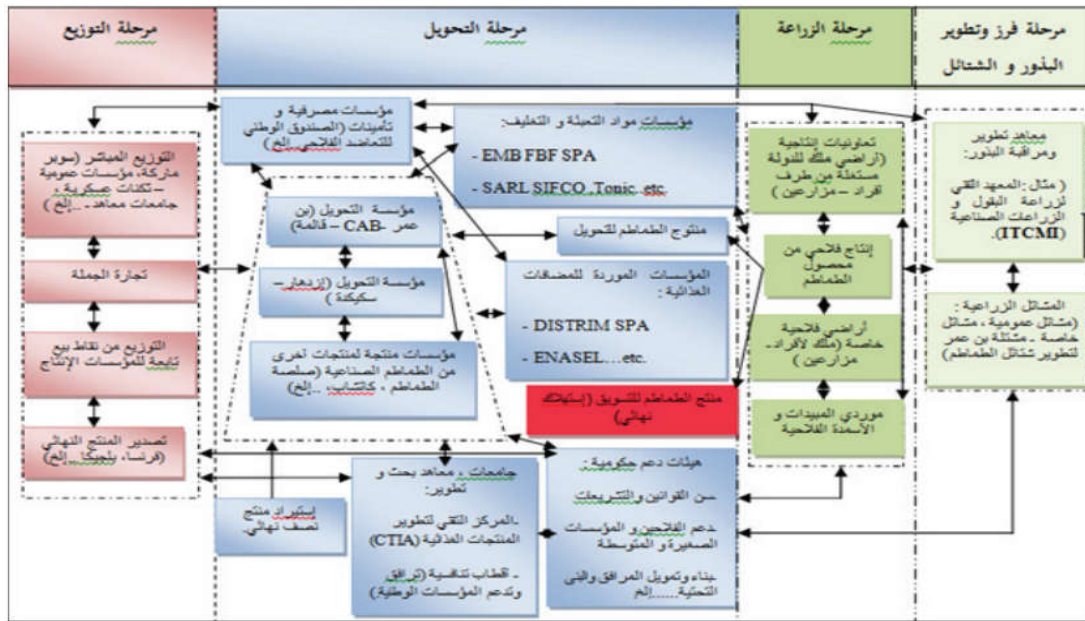 مرحلة فرز وتطوير
البذور و الشتائل
مرحلة الزراعة
مرحلة التحويل
مرحلة التوزيع
معاهد تطوير
ومراقبة البذور:
( مثال : المعهد التقي
لزراعة البقول و
الزراعات الصناعية
(ITCMI).
المشاتل الزراعية :
(مشاتل عمومية ، مشاتل
خاصة ـ مشتلة بن عمر
لتطوير شتائل الطماطم)
تعاونيات إنتاجية
(أراضي ملك للدولة
مستغلة من طرف
أفراد – مزارعين )
إنتاج فلاحي من
محصول
الطماطم
أراضي فلاحية
خاصة (ملك لأفراد-
مزارعين )
موردي المبيدات و
الأسمدة الفلاحية
مؤسسات مواد التعبئة و التغليف:
- EMB FBF SPA
- SARL SIFCO ,Tonic, etc.
منتوج الطماطم للتحويل
المؤسسات الموردة للمضافات
الغذائية :
- DISTRIM SPA
- ENASEL…etc.
منتج الطماطم للتسويق (إستهلاك
نهائي)
هيئات دعم حكومية :
ـسن القوانين والتشريعات
ـدعم الفلاحين و المؤسسات
الصغيرة و المتوسطة
ـبناء وتمويل المرافق والبنى
التحتية......إلخ
مؤسسات مصرفية و
تأمينات (الصندوق الوطني
للتعاضد الفلاحي..إلخ)
مؤسسة التحويل (بن
عمر -CAB – قالمة)
مؤسسة التحويل (إزدهار –
سكيكدة )
مؤسسات منتجة لمنتجات أخرى
من الطماطم الصناعية (صلصة
الطماطم ، كاتشاب، ..إلخ)
جامعات ، معاهد بحث و
تطوير:
ـالمركز التقي لتطوير
المنتجات الغذائية (CTIA)
ـ أقطاب تنافسية (ترافق
وتدعم المؤسسات الوطنية)
إستيراد منتج
نصف نهائي.
التوزيع المباشر (سوبر
ماركة، مؤسسات عمومية
– ثكنات عسكرية ،
جامعات معاهد ـ ..إلخ )
تجارة الجملة
التوزيع من نقاط بيع
تابعة للمؤسسات الإنتاج
تصدير المنتج النهائي
(فرنسا، بلجيكا ..إلخ)